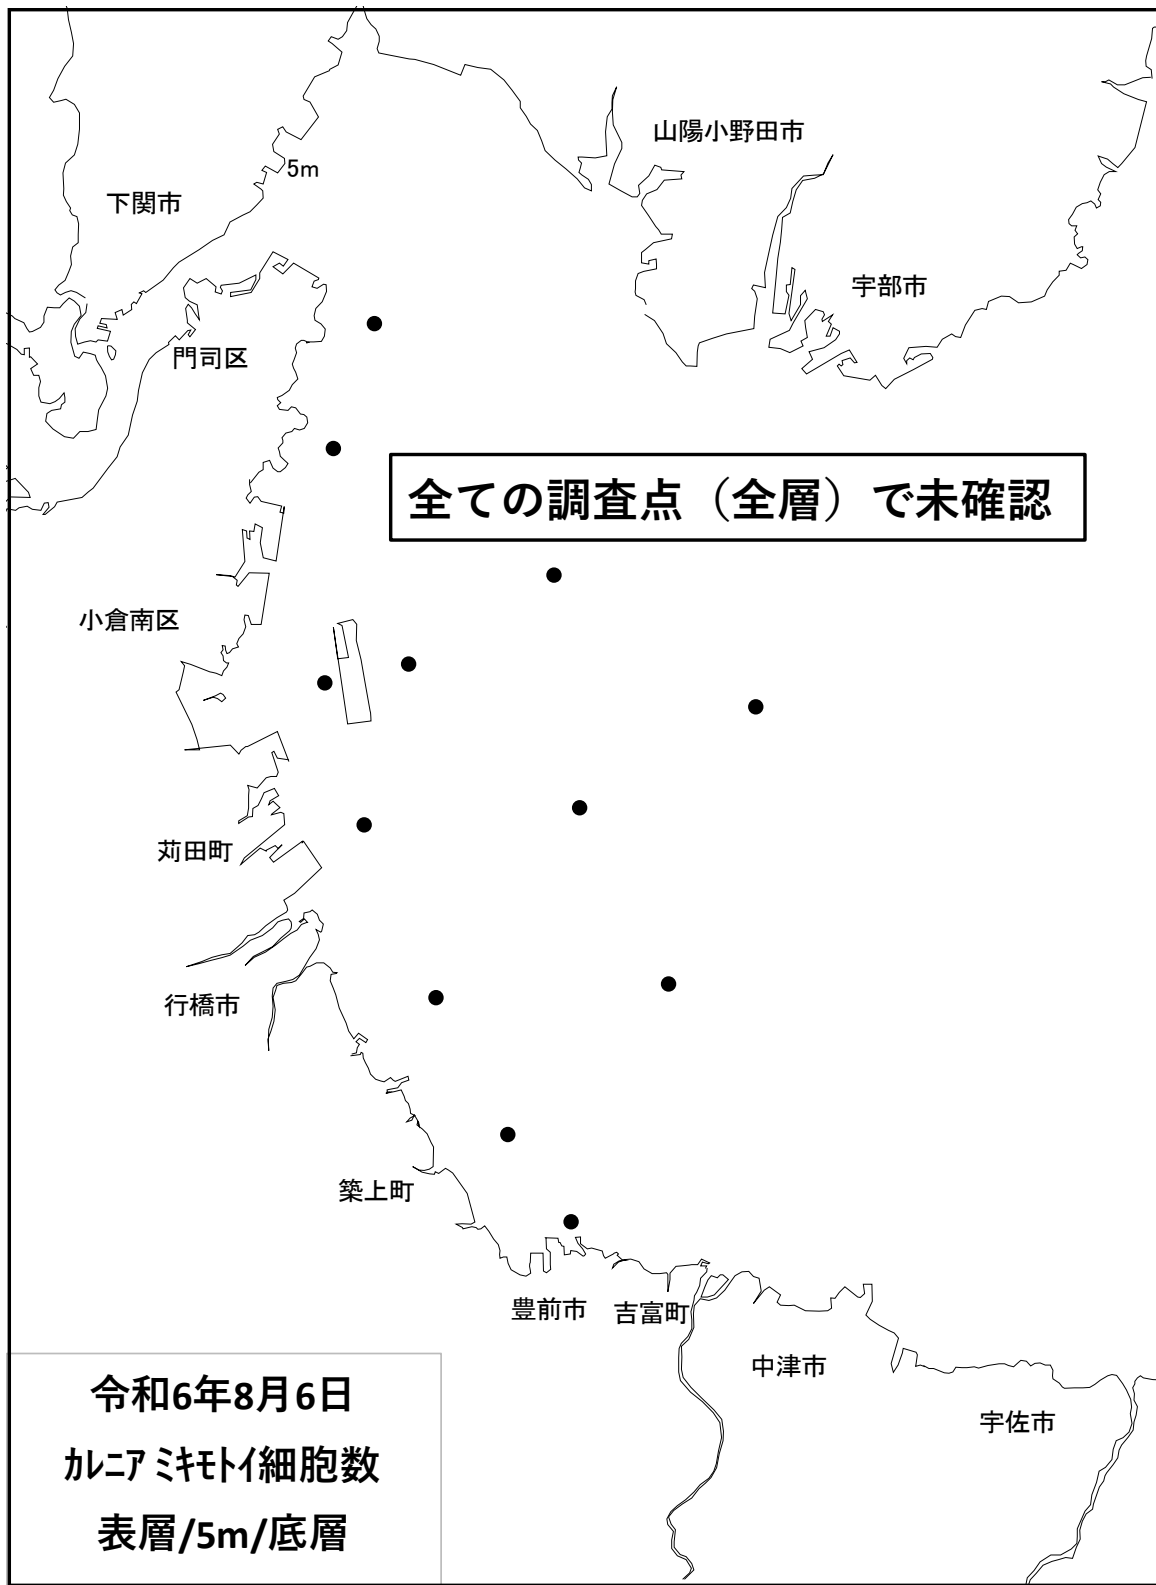 山陽小野田市
5m
下関市
宇部市
門司区
全ての調査点（全層）で未確認
小倉南区
苅田町
行橋市
築上町
豊前市
吉富町
中津市
宇佐市
令和6年8月6日
ｶﾚﾆｱ ﾐｷﾓﾄｲ細胞数
表層/5m/底層